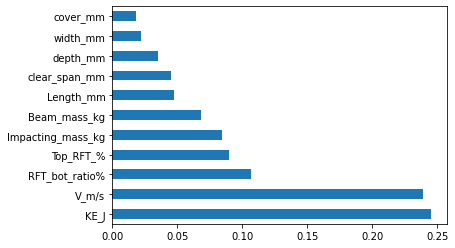 cover_mm
width_mm
depth_mm
clear_span_mm
Length_mm
Beam_mass_kg
Impacting_mass_kg
Top_RFT_%
RFT_bot_ratio%
V_m/s
KE_J
0.00 0.05 0.10 0.15 0.20 0.25